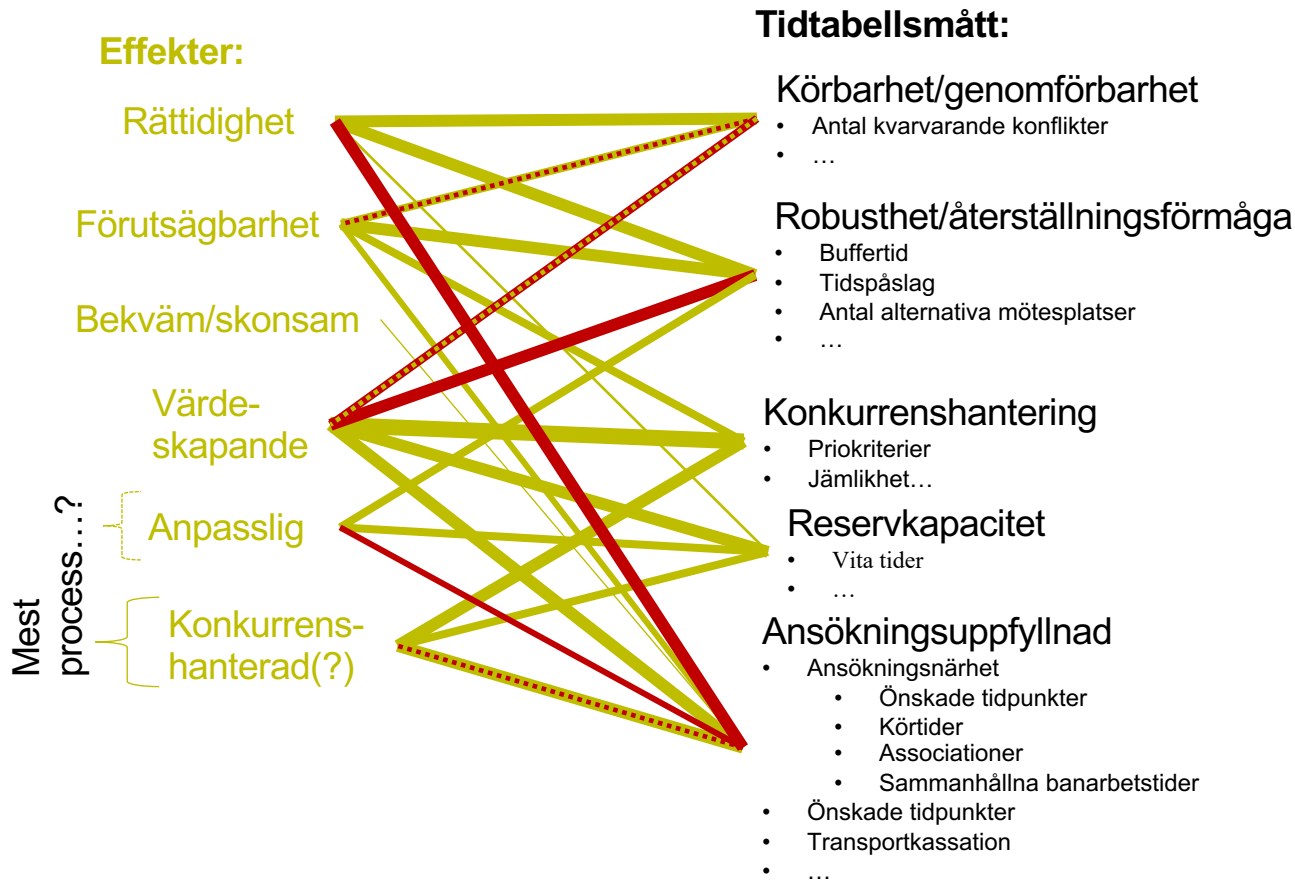 Effekter:
Rättidighet
Förutsägbarhet
Bekväm/skonsam
Värde-
skapande
Anpasslig
Konkurrens-
hanterad(?)
Mest
process…?
Tidtabellsmått:
Körbarhet/genomförbarhet
• Antal kvarvarande konflikter
• …
Robusthet/återställningsförmåga
• Buffertid
• Tidspåslag
• Antal alternativa mötesplatser
• …
Konkurrenshantering
• Priokriterier
• Jämlikhet…
Reservkapacitet
• Vita tider
• …
Ansökningsuppfyllnad
• Ansökningsnärhet
• Önskade tidpunkter
• Körtider
• Associationer
• Sammanhållna banarbetstider
• Önskade tidpunkter
• Transportkassation
• …